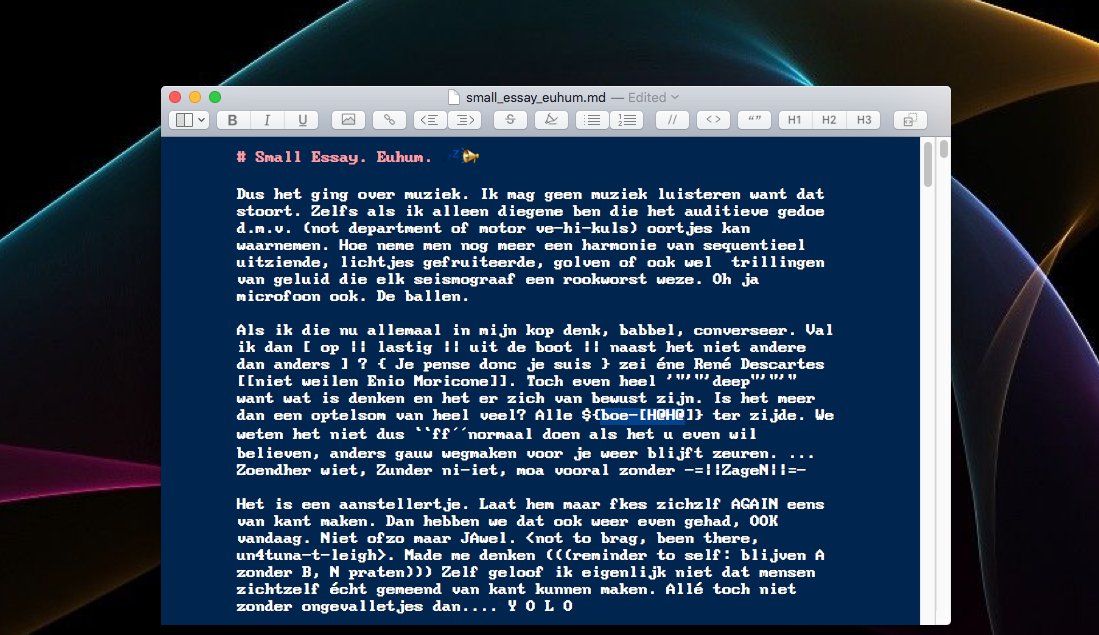 small_essay_euhum.md — Edited
B I U S // <> “” H1 H2 H3
# Small Essay. Euhum. 💤🐠
Dus het ging over muziek. Ik mag geen muziek luisteren want dat
stoort. Zelfs als ik alleen diegene ben die het auditieve gedoe
d.m.v. (not department of motor ve-hi-kuls) oortjes kan
waarnemen. Hoe neme men nog meer een harmonie van sequentieel
uitziende, lichtjes gefruiteerde, golven of ook wel  trillingen
van geluid die elk seismograaf een rookworst weze. Oh ja
microfoon ook. De ballen.
Als ik die nu allemaal in mijn kop denk, babbel, converseer. Val
ik dan [ op || lastig || uit de boot || naast het niet andere
dan anders ] ? { Je pense donc je suis } zei éne René Descartes
[[niet weilen Enio Moricone]]. Toch even heel '"'"'deep"'"'"
want wat is denken en het er zich van bewust zijn. Is het meer
dan een optelsom van heel veel? Alle ${boe-[H@H@]} ter zijde. We
weten het niet dus ``ff´´normaal doen als het u even wil
believen, anders gauw wegmaken voor je weer blijft zeuren. ...
Zoendher wiet, Zunder ni-iet, moa vooral zonder -=||ZageN||=-
Het is een aanstellertje. Laat hem maar fkes zichzlf AGAIN eens
van kant maken. Dan hebben we dat ook weer even gehad, OOK
vandaag. Niet ofzo maar JAwel. <not to brag, been there,
un4tuna-t-leigh>. Made me denken (((reminder to self: blijven A
zonder B, N praten))) Zelf geloof ik eigenlijk niet dat mensen
zichtzelf écht gemeend van kant kunnen maken. Allé toch niet
zonder ongevalletjes dan.... Y O L O